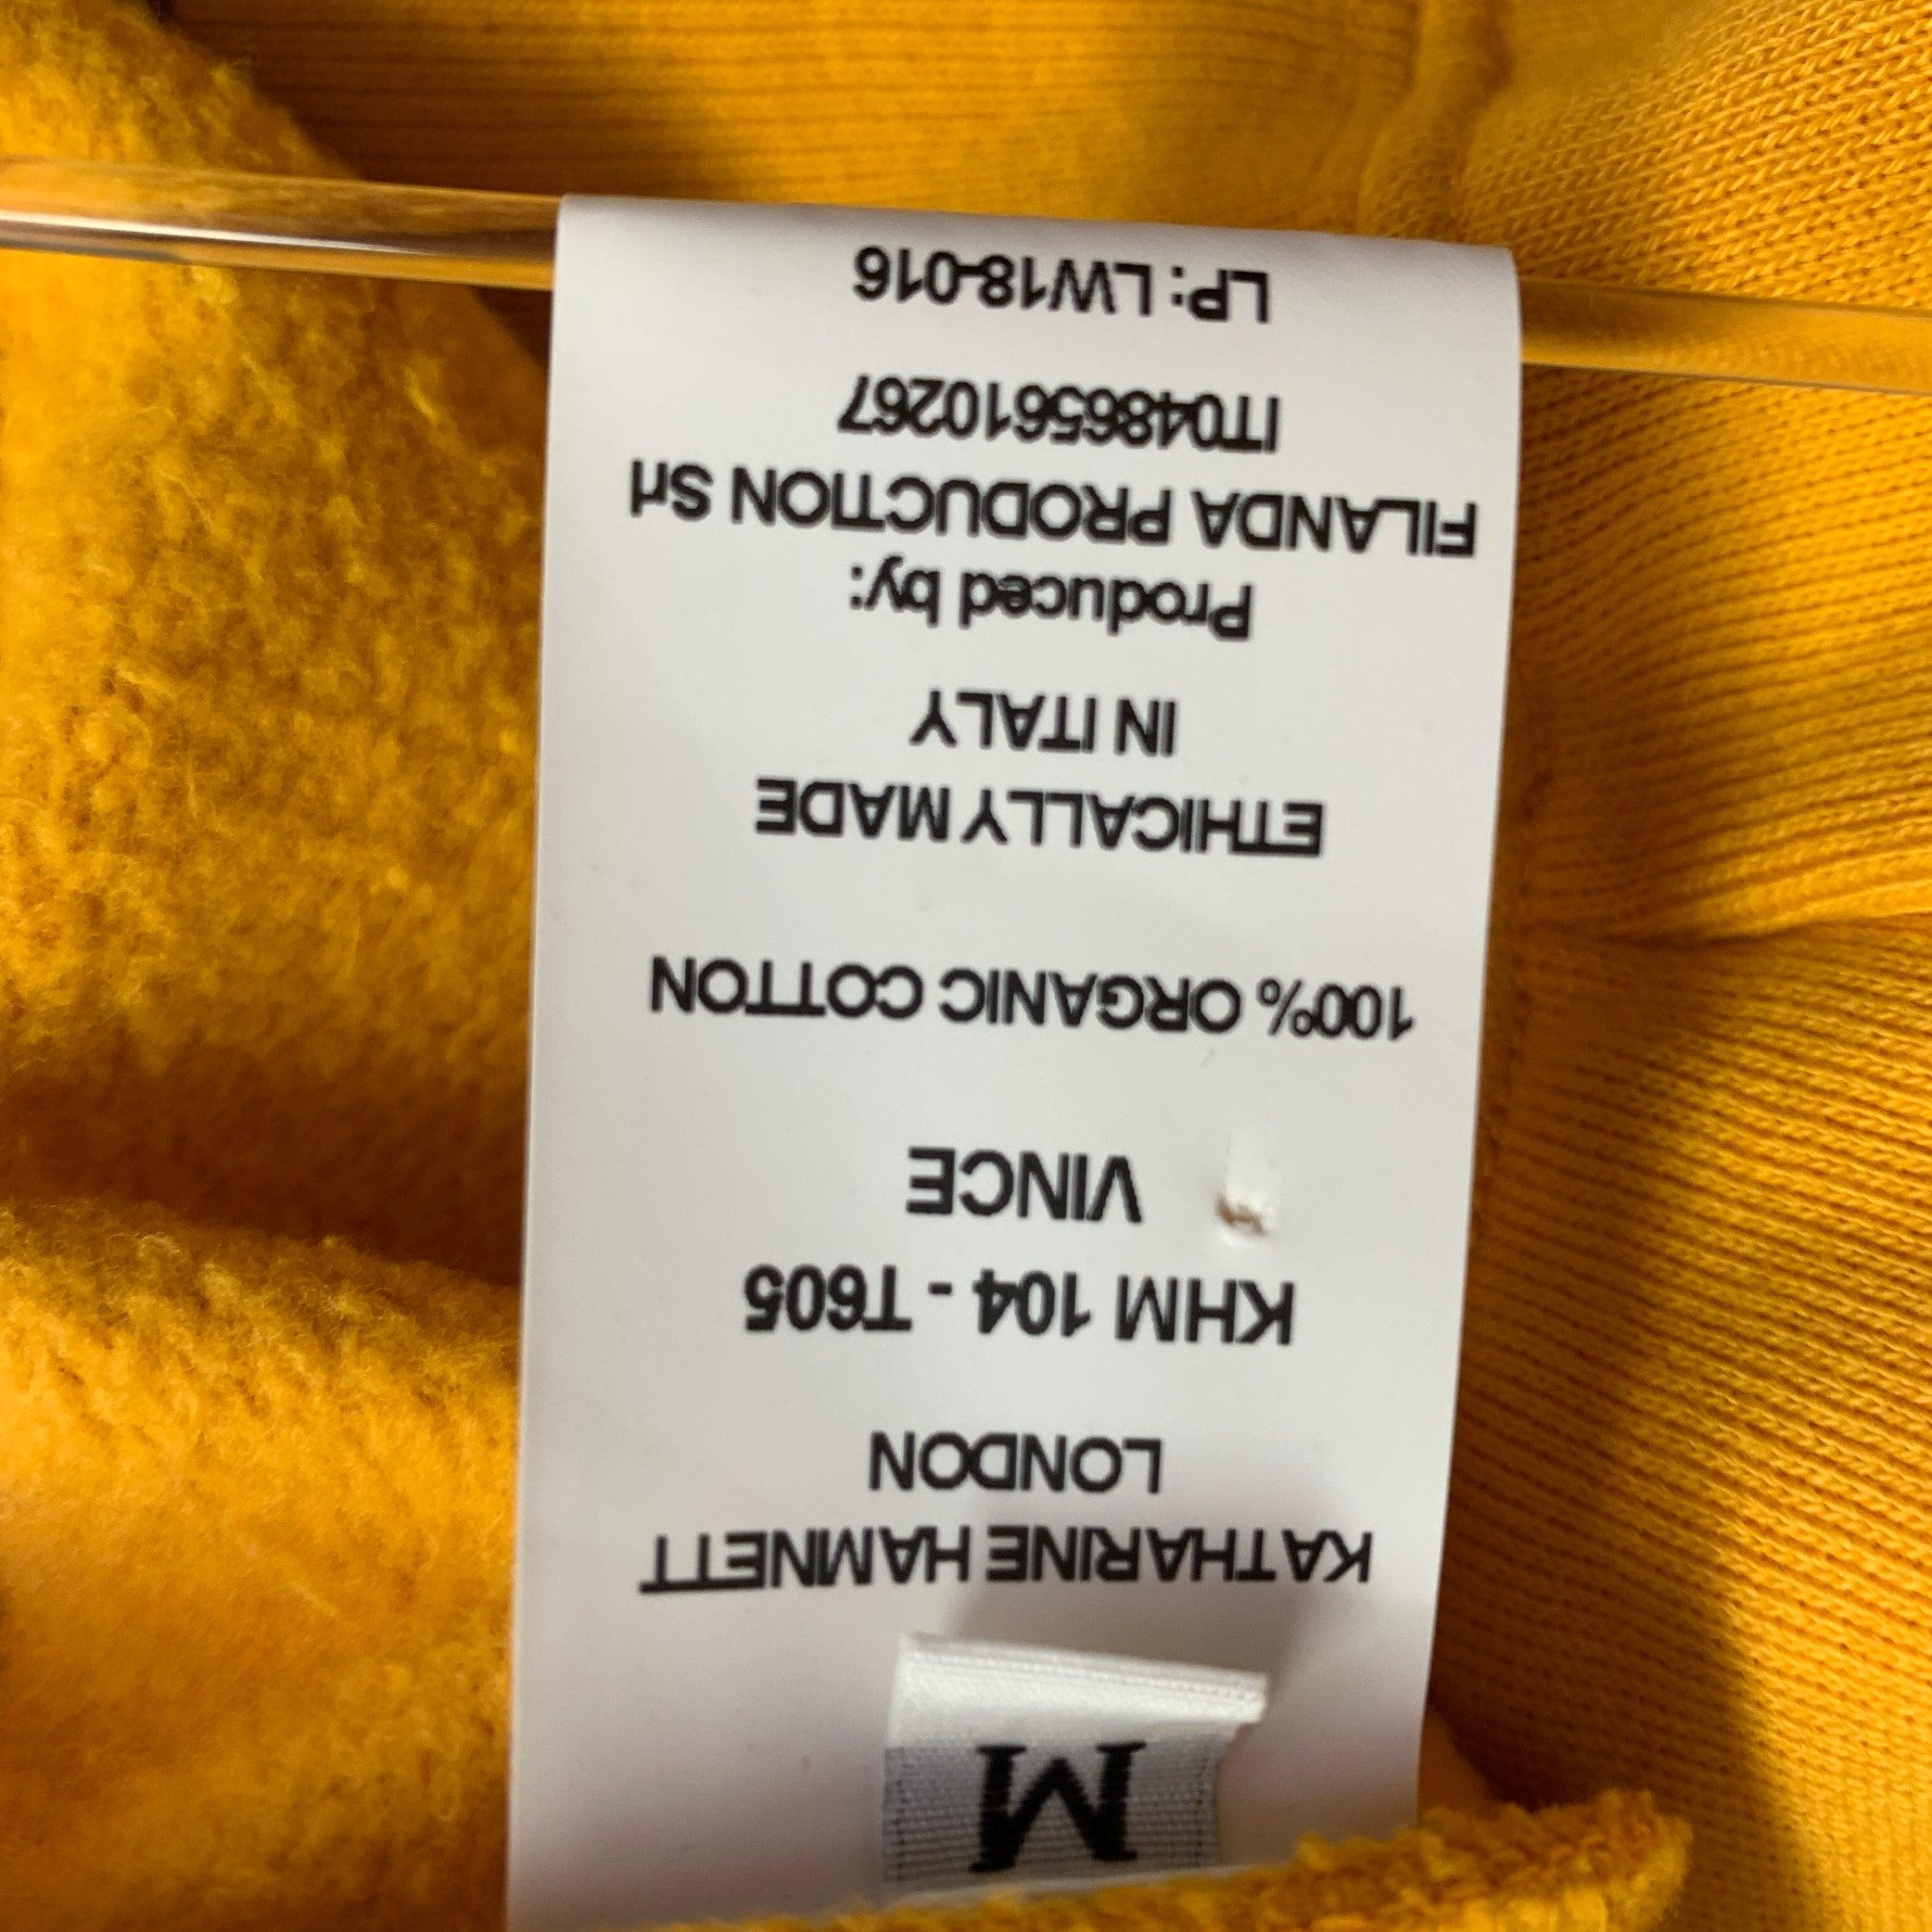 M
KATHARINE HAMNETT
LONDON
KHM 104 - T605
VINCE
100% ORGANIC COTTON
ETHICALLY MADE
IN ITALY
Produced by:
FILANDA PRODUCTION Srl
IT04865610267
LP: LW18-016